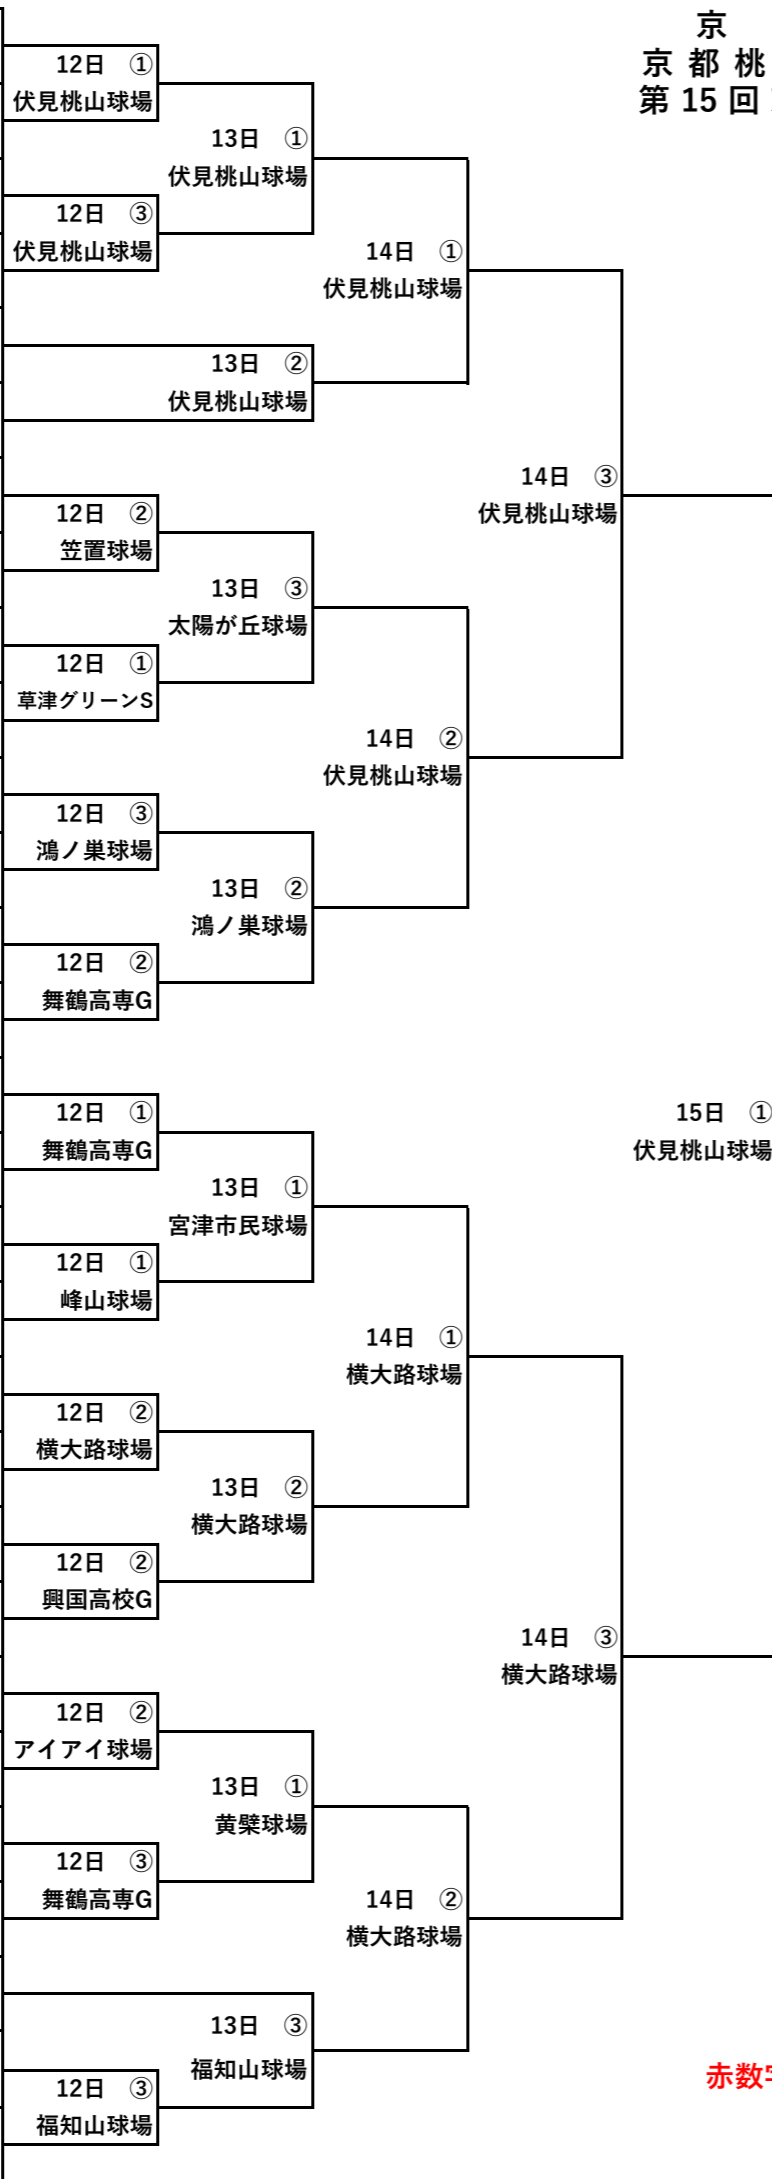 京
京都桃
第15回
12日 ①
伏見桃山球場
13日 ①
伏見桃山球場
12日 ③
伏見桃山球場
14日 ①
伏見桃山球場
13日 ②
伏見桃山球場
14日 ③
伏見桃山球場
12日 ②
笠置球場
13日 ③
太陽が丘球場
12日 ①
草津グリーンS
14日 ②
伏見桃山球場
12日 ③
鴻ノ巣球場
13日 ②
鴻ノ巣球場
12日 ②
舞鶴高専G
12日 ①
舞鶴高専G
15日 ①
伏見桃山球場
13日 ①
宮津市民球場
12日 ①
峰山球場
14日 ①
横大路球場
12日 ②
横大路球場
13日 ②
横大路球場
12日 ②
興国高校G
14日 ③
横大路球場
12日 ②
アイアイ球場
13日 ①
黄檗球場
12日 ③
舞鶴高専G
14日 ②
横大路球場
13日 ③
福知山球場
12日 ③
福知山球場
赤数